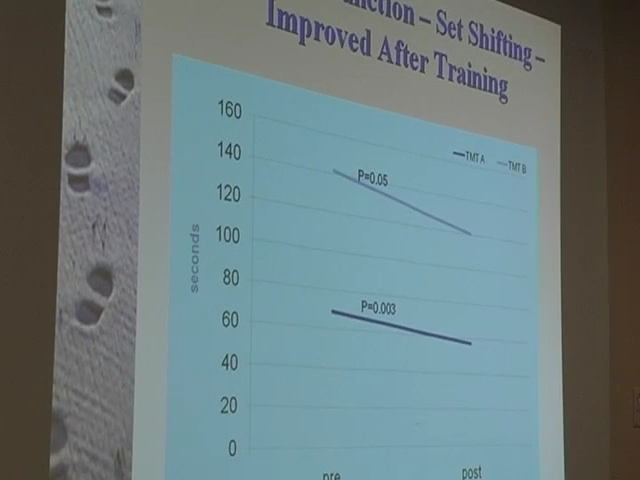 – Set Shifting –
Improved After Training
160
140
120
100
80
60
40
20
0
seconds
TMT A
TMT B
P=0.05
P=0.003
pre
post